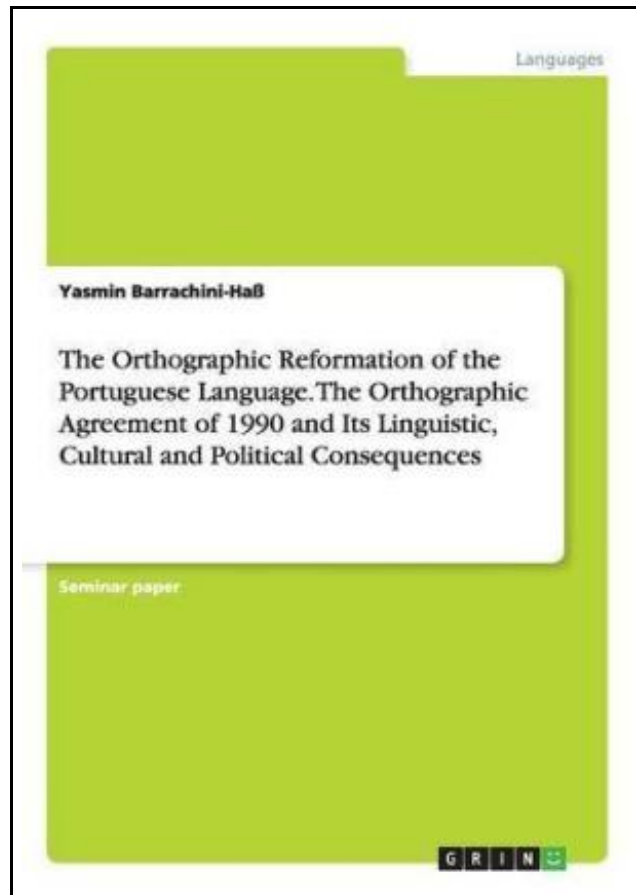 Languages
Yasmin Barrachini-Haß
The Orthographic Reformation of the
Portuguese Language. The Orthographic
Agreement of 1990 and Its Linguistic,
Cultural and Political Consequences
Seminar paper
GRIN